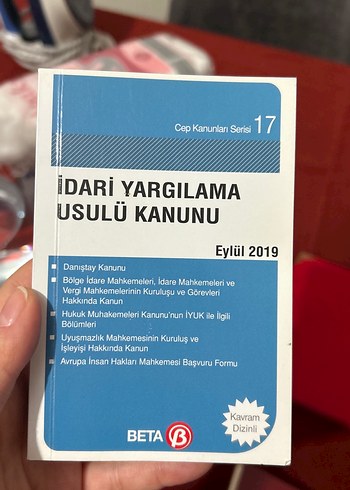 Cep Kanunları Serisi 17
İDARİ YARGILAMA
USULÜ KANUNU
Eylül 2019
Danıştay Kanunu
Bölge İdare Mahkemeleri, İdare Mahkemeleri ve
Vergi Mahkemelerinin Kuruluşu ve Görevleri
Hakkında Kanun
Hukuk Muhakemeleri Kanunu'nun İYUK ile İlgili
Bölümleri
Uyuşmazlık Mahkemesinin Kuruluş ve
İşleyişi Hakkında Kanun
Avrupa İnsan Hakları Mahkemesi Başvuru Formu
Kavram
Dizinli
BETA β